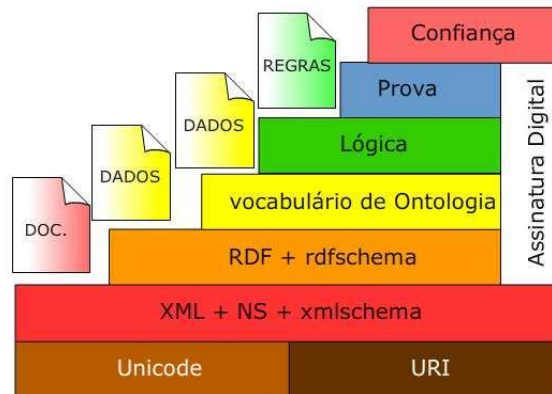 Confiança
REGRAS
Prova
DADOS
Lógica
DADOS
vocabulário de Ontologia
DOC.
RDF + rdfschema
Assinatura Digital
XML + NS + xmlschema
Unicode
URI